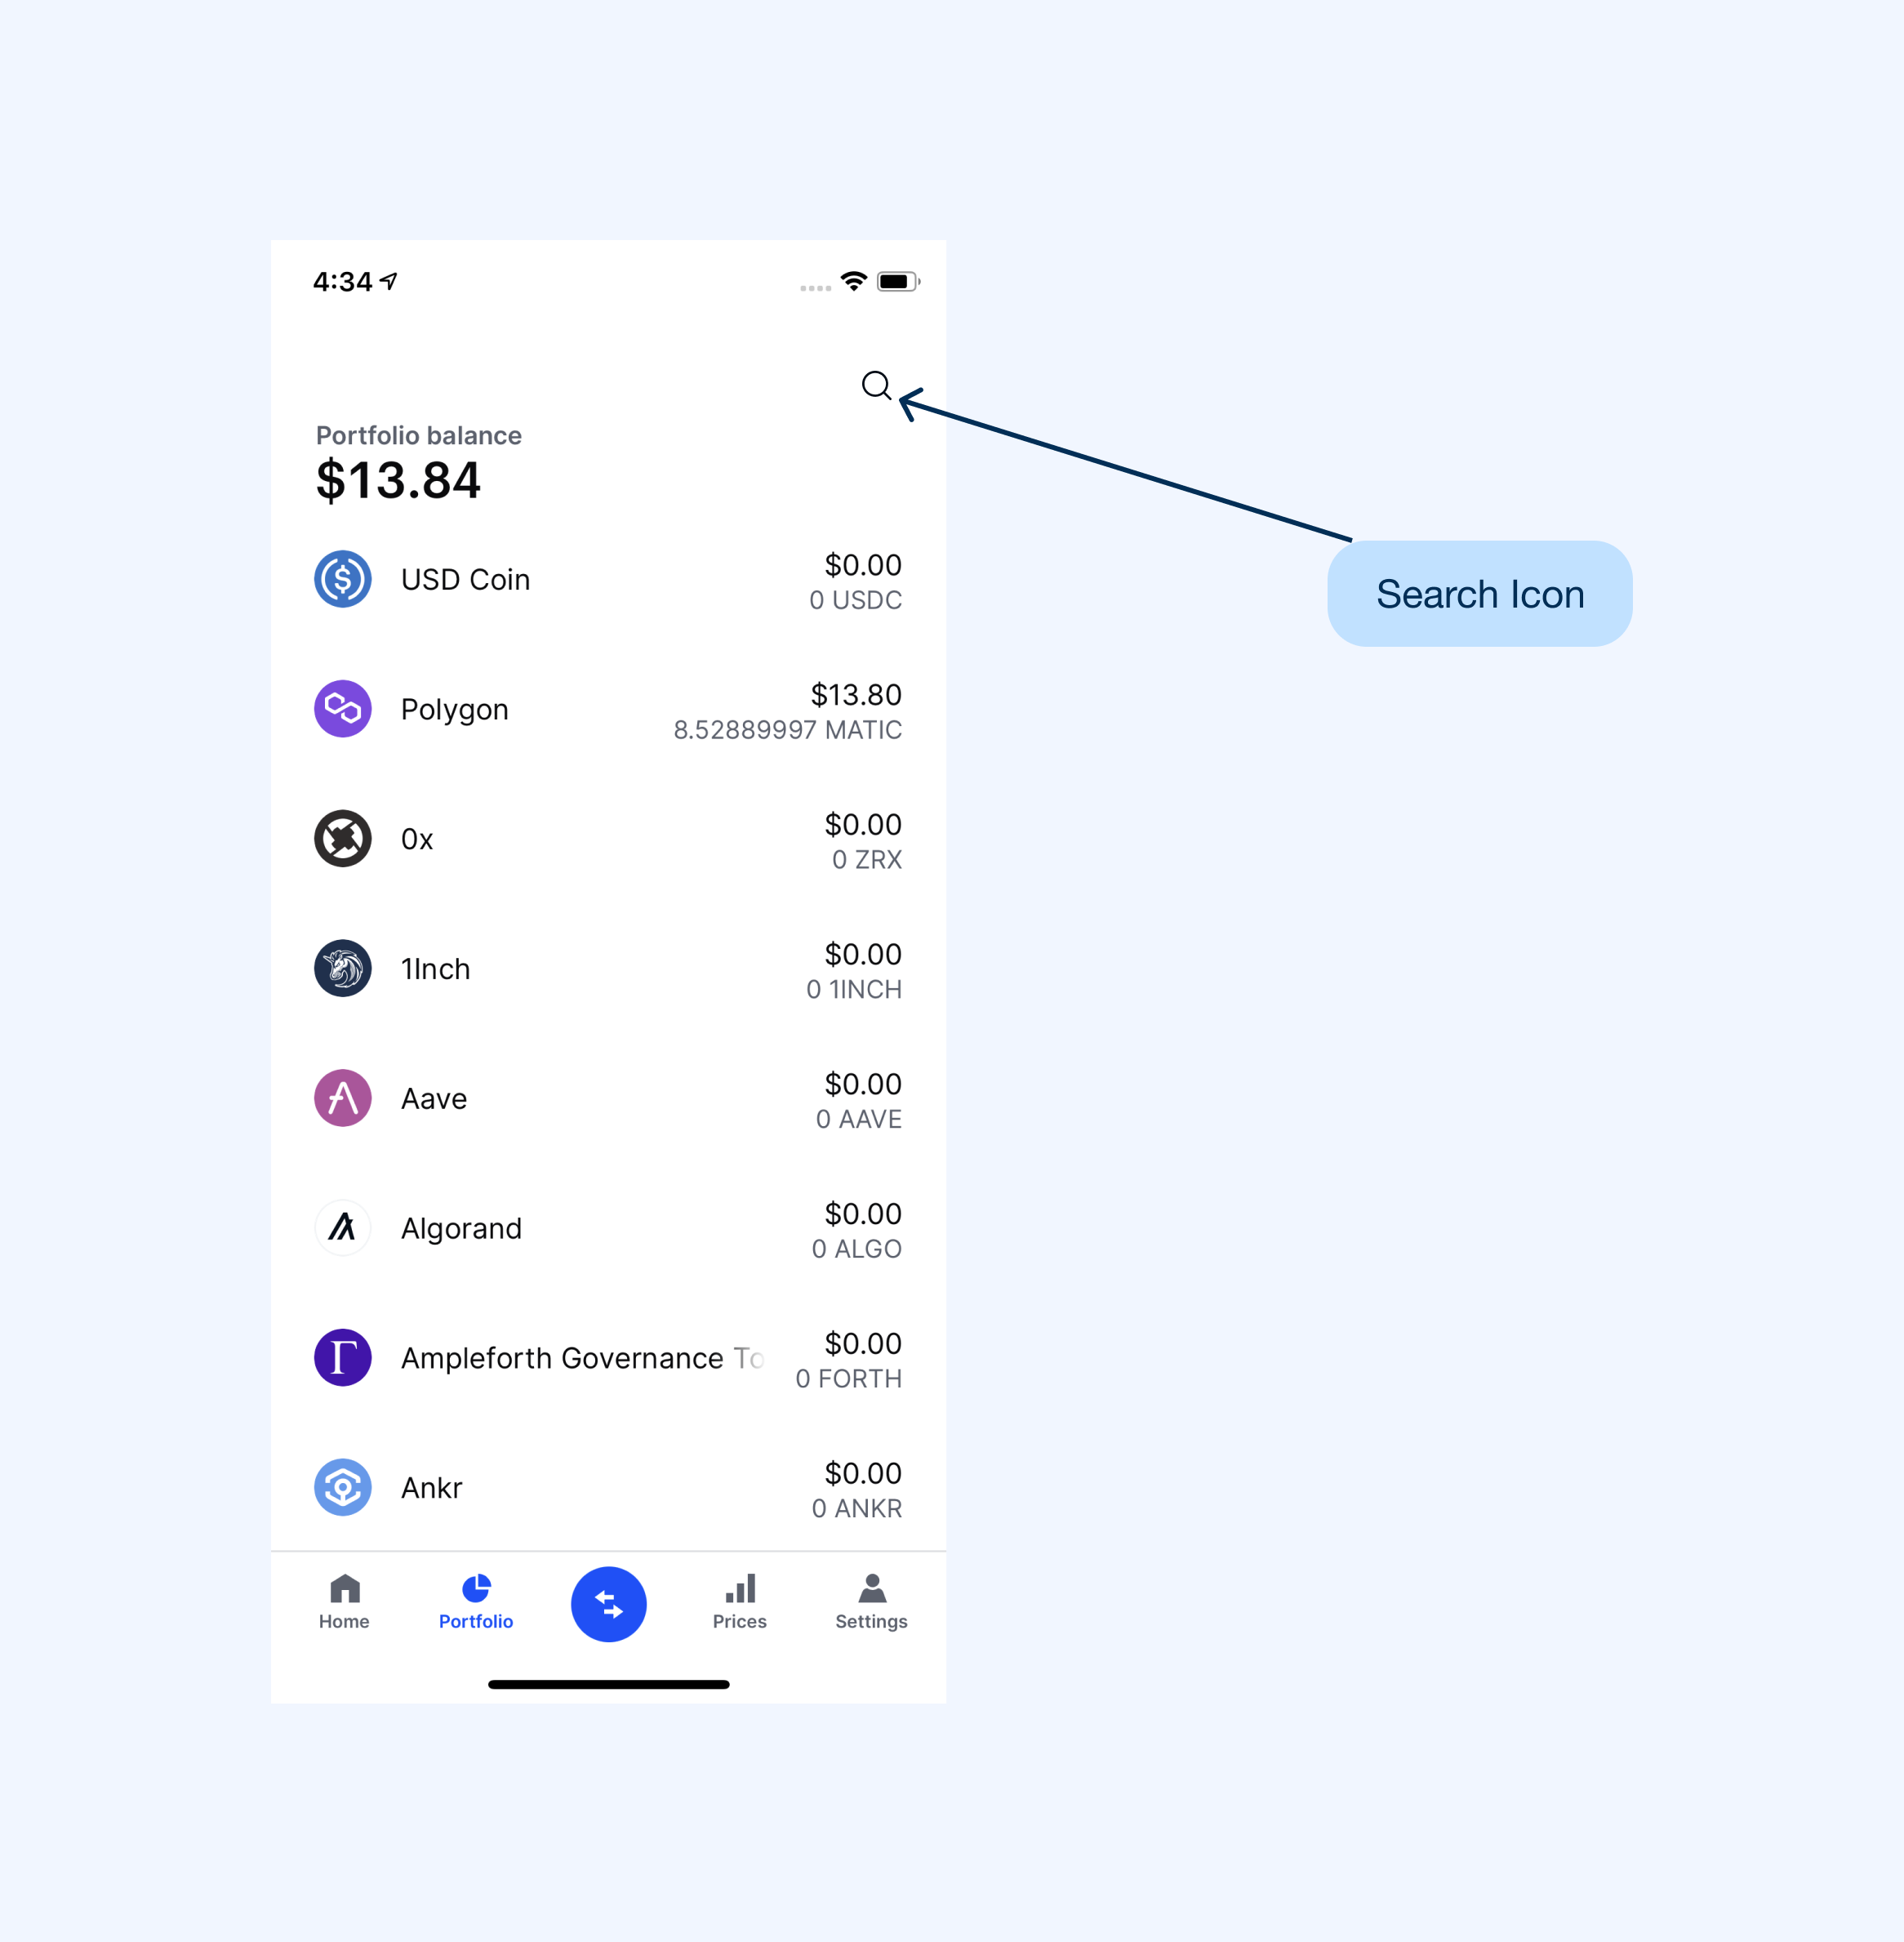 4:34
Portfolio balance
$13.84
USD Coin
$0.00
0 USDC
Polygon
$13.80
8.52889997 MATIC
0x
$0.00
0 ZRX
1Inch
$0.00
0 1INCH
Aave
$0.00
0 AAVE
Algorand
$0.00
0 ALGO
Ampleforth Governance To
$0.00
0 FORTH
Ankr
$0.00
0 ANKR
Home
Portfolio
Prices
Settings
Search Icon